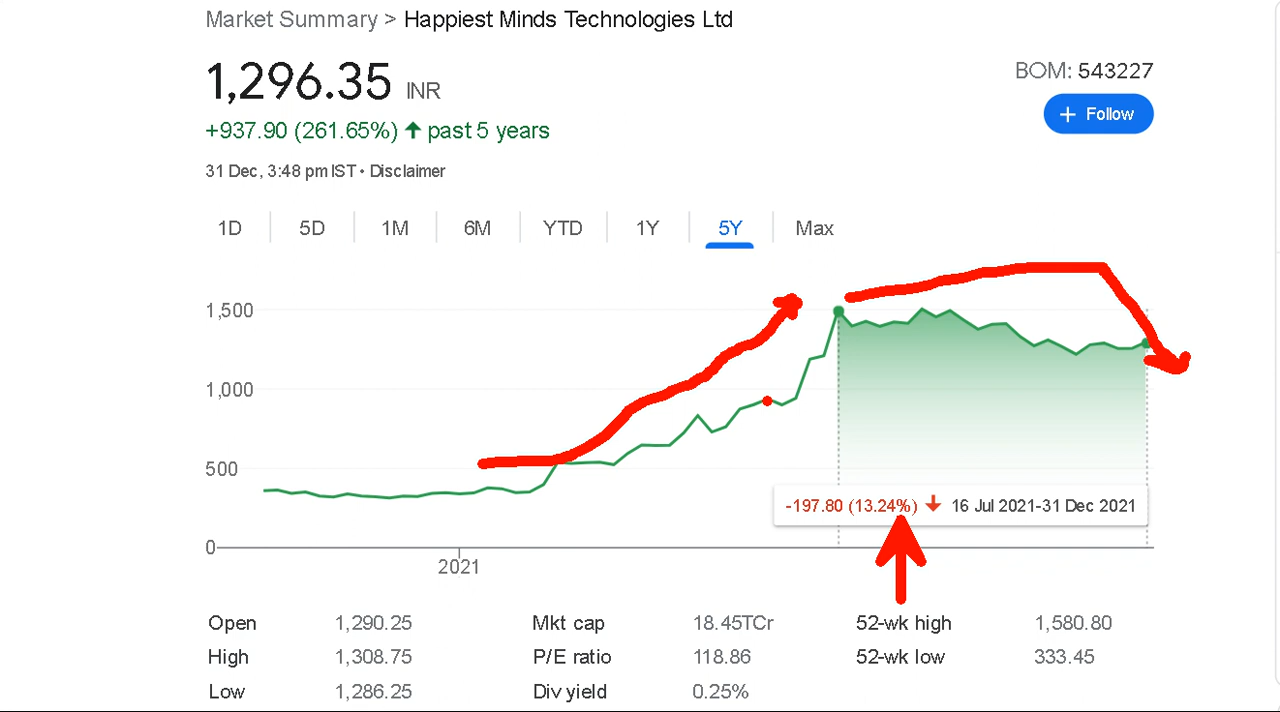 Market Summary > Happiest Minds Technologies Ltd
1,296.35 INR
BOM: 543227
+ Follow
+937.90 (261.65%) ↑ past 5 years
31 Dec, 3:48 pm IST • Disclaimer
1D 5D 1M 6M YTD 1Y 5Y Max
1,500
1,000
500
-197.80 (13.24%) ↓ 16 Jul 2021-31 Dec 2021
0
2021
Open 1,290.25 Mkt cap 18.45TCr 52-wk high 1,580.80
High 1,308.75 P/E ratio 118.86 52-wk low 333.45
Low 1,286.25 Div yield 0.25%